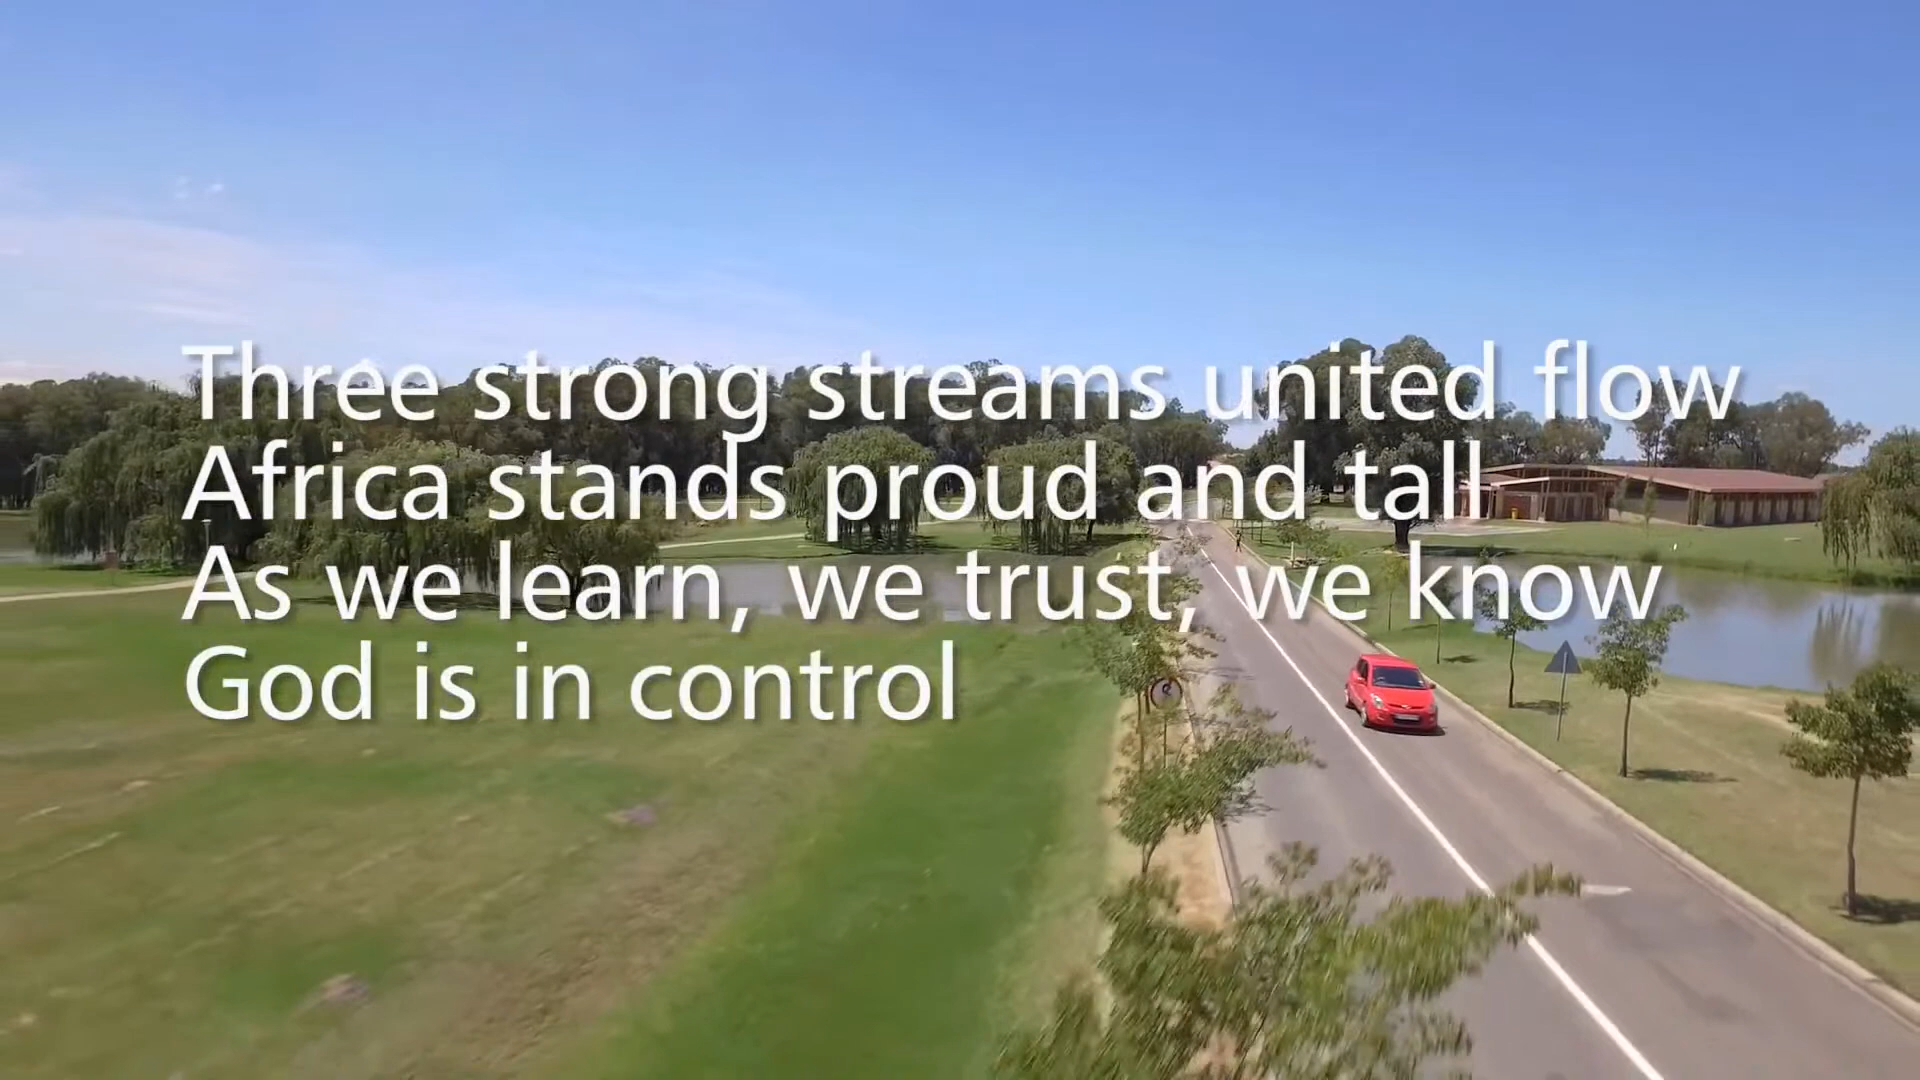 Three strong streams united flow
Africa stands proud and tall
As we learn, we trust, we know
God is in control